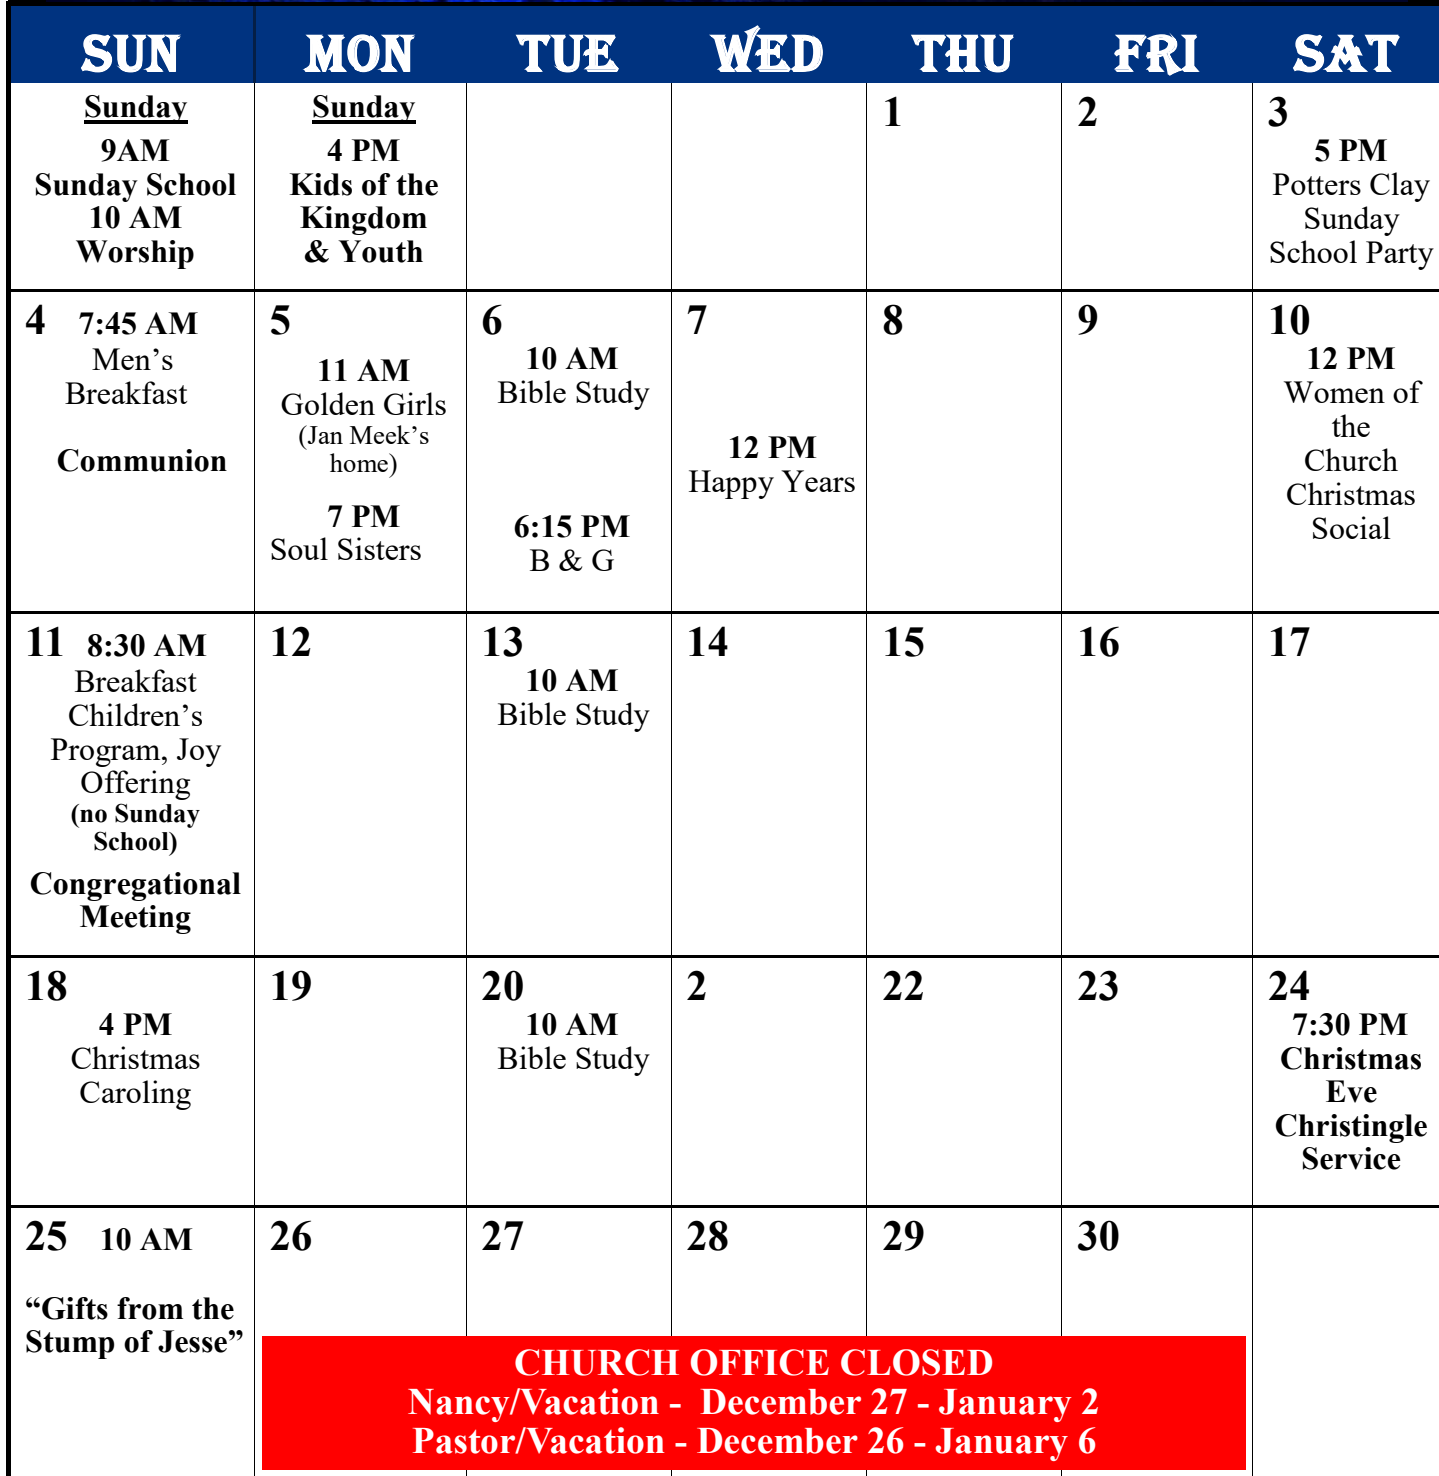 SUN MON TUE WED THU FRI SAT
Sunday
9AM
Sunday School
10 AM
Worship
Sunday
4 PM
Kids of the
Kingdom
& Youth
1
2
3
5 PM
Potters Clay
Sunday
School Party
4 7:45 AM
Men’s
Breakfast
Communion
5
11 AM
Golden Girls
(Jan Meek’s
home)
7 PM
Soul Sisters
6
10 AM
Bible Study
6:15 PM
B & G
7
12 PM
Happy Years
8
9
10
12 PM
Women of
the
Church
Christmas
Social
11 8:30 AM
Breakfast
Children’s
Program, Joy
Offering
(no Sunday
School)
Congregational
Meeting
12
13
10 AM
Bible Study
14
15
16
17
18
4 PM
Christmas
Caroling
19
20
10 AM
Bible Study
2
22
23
24
7:30 PM
Christmas
Eve
Christingle
Service
25 10 AM
“Gifts from the
Stump of Jesse”
26
27
28
29
30
CHURCH OFFICE CLOSED
Nancy/Vacation - December 27 - January 2
Pastor/Vacation - December 26 - January 6